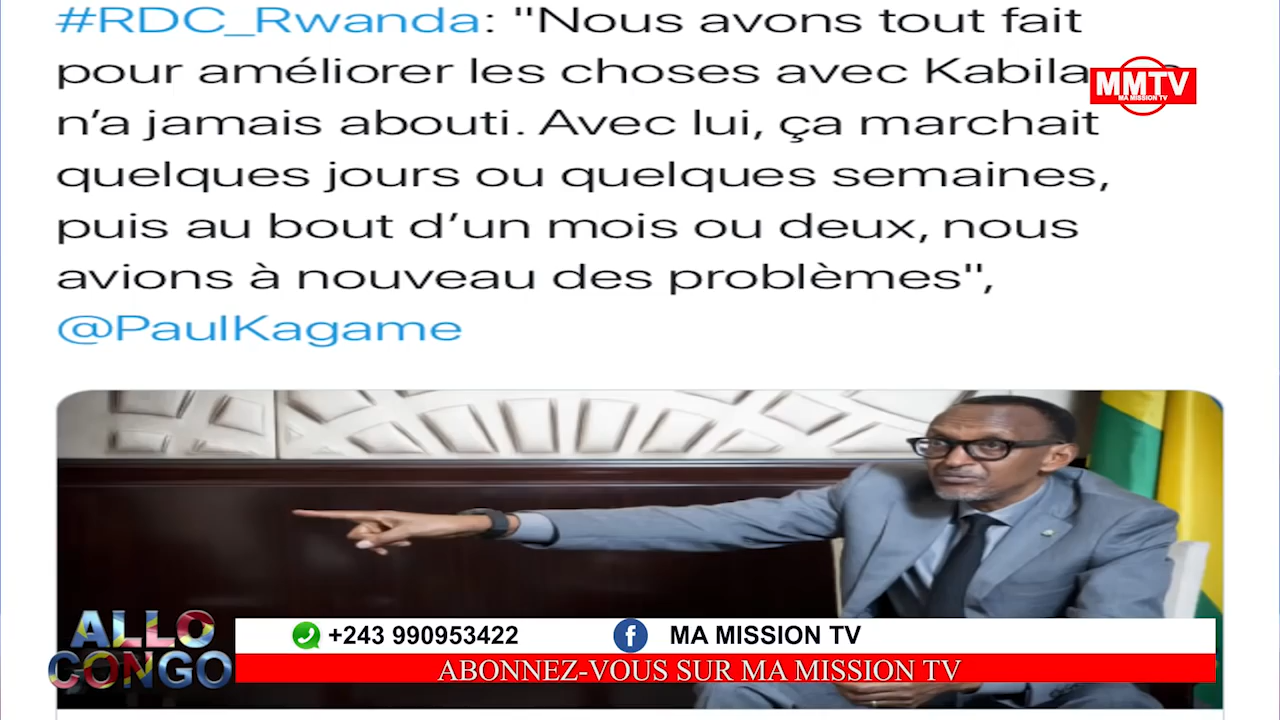 #RDC_Rwanda: "Nous avons tout fait
pour améliorer les choses avec Kabila
n’a jamais abouti. Avec lui, ça marchait
quelques jours ou quelques semaines,
puis au bout d’un mois ou deux, nous
avions à nouveau des problèmes",
@PaulKagame
MMTV
MA MISSION TV
ALLO
CONGO
+243 990953422
MA MISSION TV
ABONNEZ-VOUS SUR MA MISSION TV